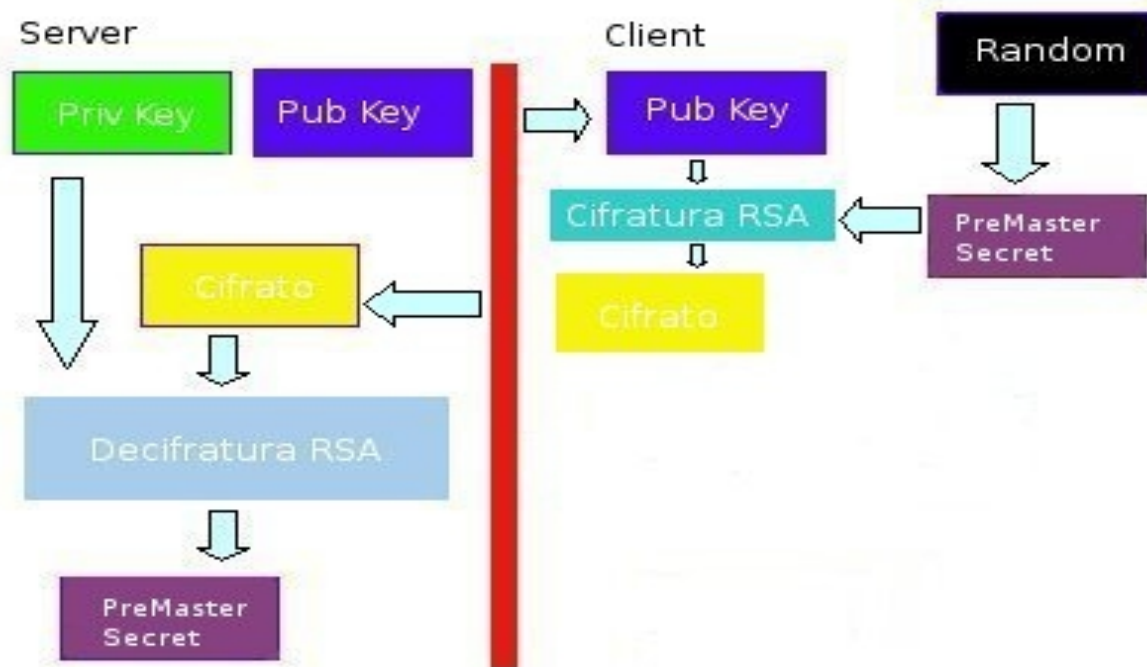 Server
Client
Random
Priv Key
Pub Key
Pub Key
Cifratura RSA
PreMaster
Secret
Cifrato
Cifrato
Decifratura RSA
PreMaster
Secret